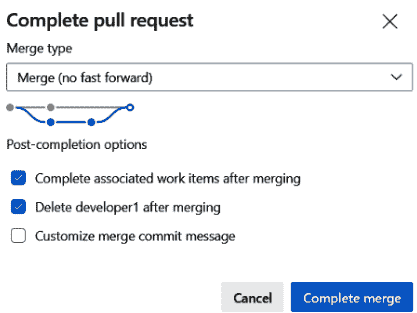 Complete pull request
Merge type
Merge (no fast forward)
Post-completion options
Complete associated work items after merging
Delete developer1 after merging
Customize merge commit message
Cancel
Complete merge